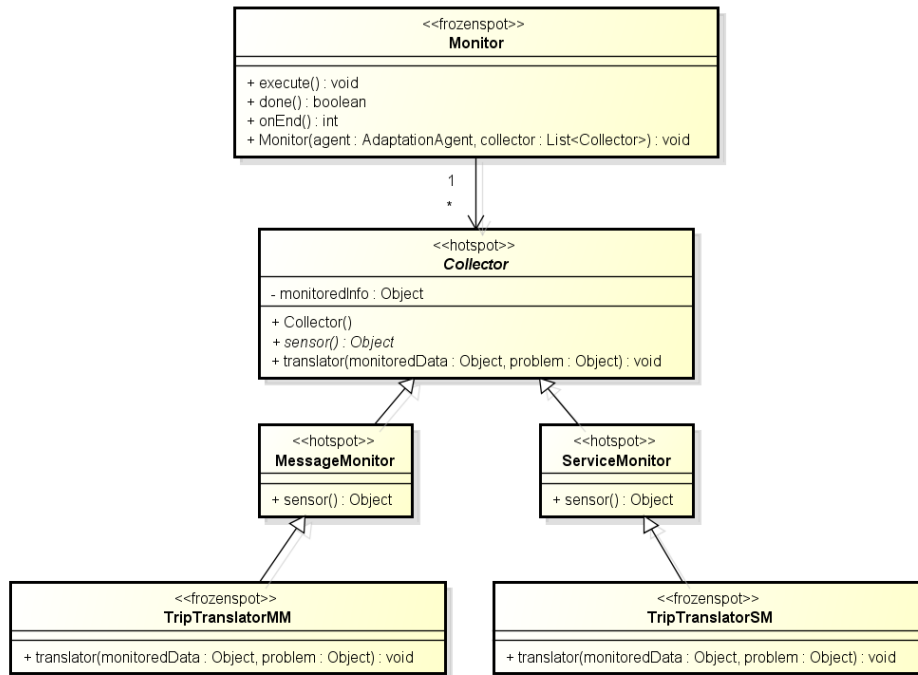 <<frozenspot>>
Monitor
+ execute() : void
+ done() : boolean
+ onEnd() : int
+ Monitor(agent : AdaptationAgent, collector : List<Collector>) : void
1
*
<<hotspot>>
Collector
- monitoredInfo : Object
+ Collector()
+ sensor() : Object
+ translator(monitoredData : Object, problem : Object) : void
<<hotspot>>
MessageMonitor
+ sensor() : Object
<<hotspot>>
ServiceMonitor
+ sensor() : Object
<<frozenspot>>
TripTranslatorMM
+ translator(monitoredData : Object, problem : Object) : void
<<frozenspot>>
TripTranslatorSM
+ translator(monitoredData : Object, problem : Object) : void